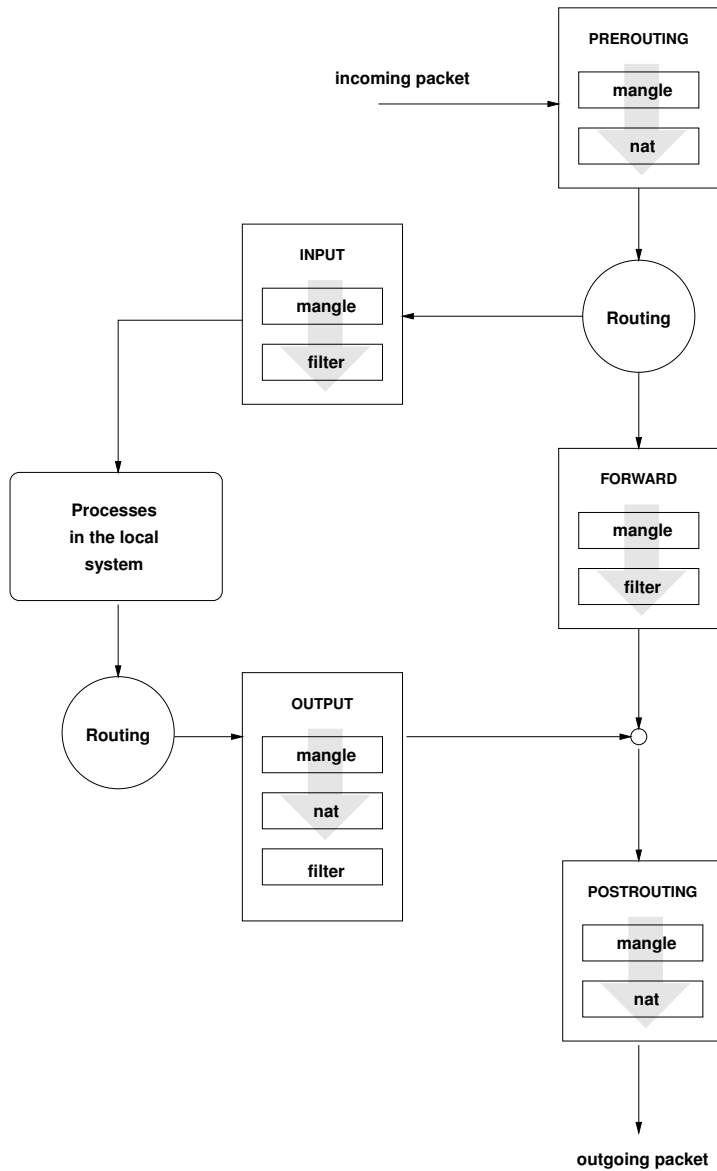 PREROUTING
incoming packet
mangle
nat
INPUT
mangle
filter
Routing
Processes
in the local
system
FORWARD
mangle
filter
Routing
OUTPUT
mangle
nat
filter
POSTROUTING
mangle
nat
outgoing packet